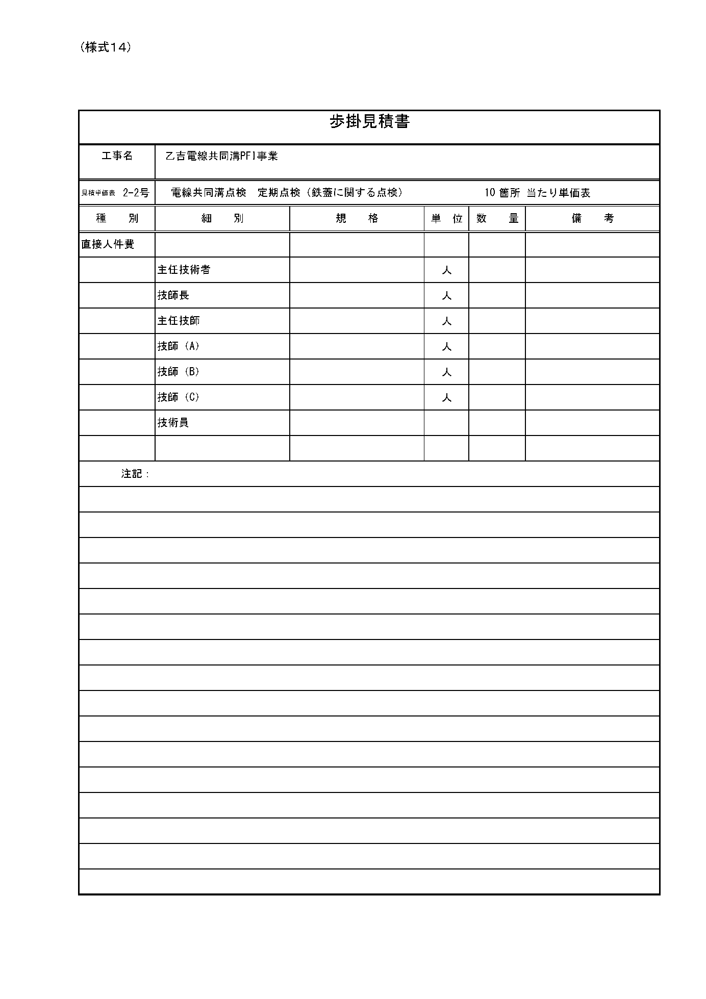 （様式１４）
歩掛見積書
工事名　乙吉電線共同溝PFI事業
見積単価表　2-2号　電線共同溝点検　定期点検（鉄蓋に関する点検）　10 箇所 当たり単価表
種　別　細　別　規　格　単　位　数　量　備　考
直接人件費
主任技術者　人
技師長　人
主任技師　人
技師（A）　人
技師（B）　人
技師（C）　人
技術員
注記：